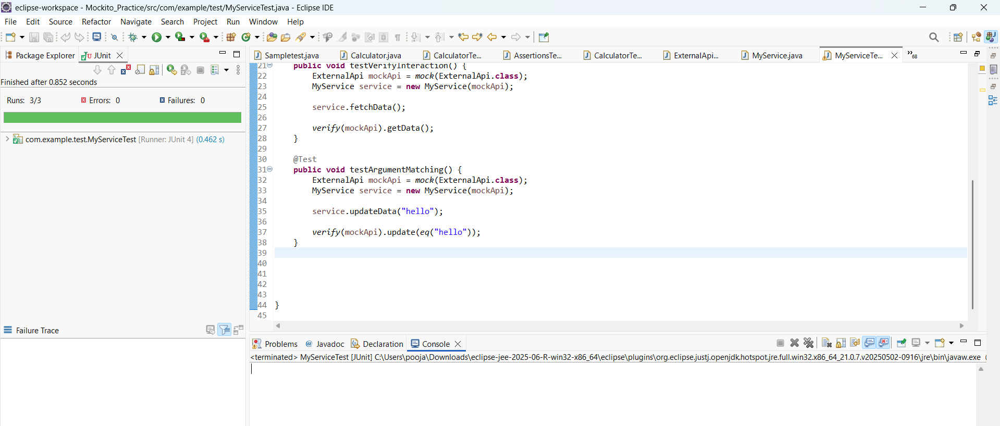 eclipse-workspace - Mockito_Practice/src/com/example/test/MyServiceTest.java - Eclipse IDE
File Edit Source Refactor Navigate Search Project Run Window Help
Package Explorer JUnit
Finished after 0.852 seconds
Runs: 3/3 Errors: 0 Failures: 0
com.example.test.MyServiceTest [Runner: JUnit 4] (0.462 s)
Failure Trace
Sampletest.java Calculator.java CalculatorTe... AssertionsTe... CalculatorTe... ExternalApi... MyService.java MyServiceTe... »68
21 public void testVerifyInteraction() {
22 ExternalApi mockApi = mock(ExternalApi.class);
23 MyService service = new MyService(mockApi);
24
25 service.fetchData();
26
27 verify(mockApi).getData();
28 }
29
30 @Test
31 public void testArgumentMatching() {
32 ExternalApi mockApi = mock(ExternalApi.class);
33 MyService service = new MyService(mockApi);
34
35 service.updateData("hello");
36
37 verify(mockApi).update(eq("hello"));
38 }
39
40
41
42
43
44 }
45
Problems Javadoc Declaration Console
<terminated> MyServiceTest [JUnit] C:\Users\pooja\Downloads\eclipse-jee-2025-06-R-win32-x86_64\eclipse\plugins\org.eclipse.justj.openjdk.hotspot.jre.full.win32.x86_64_21.0.7.v20250502-0916\jre\bin\javaw.exe (